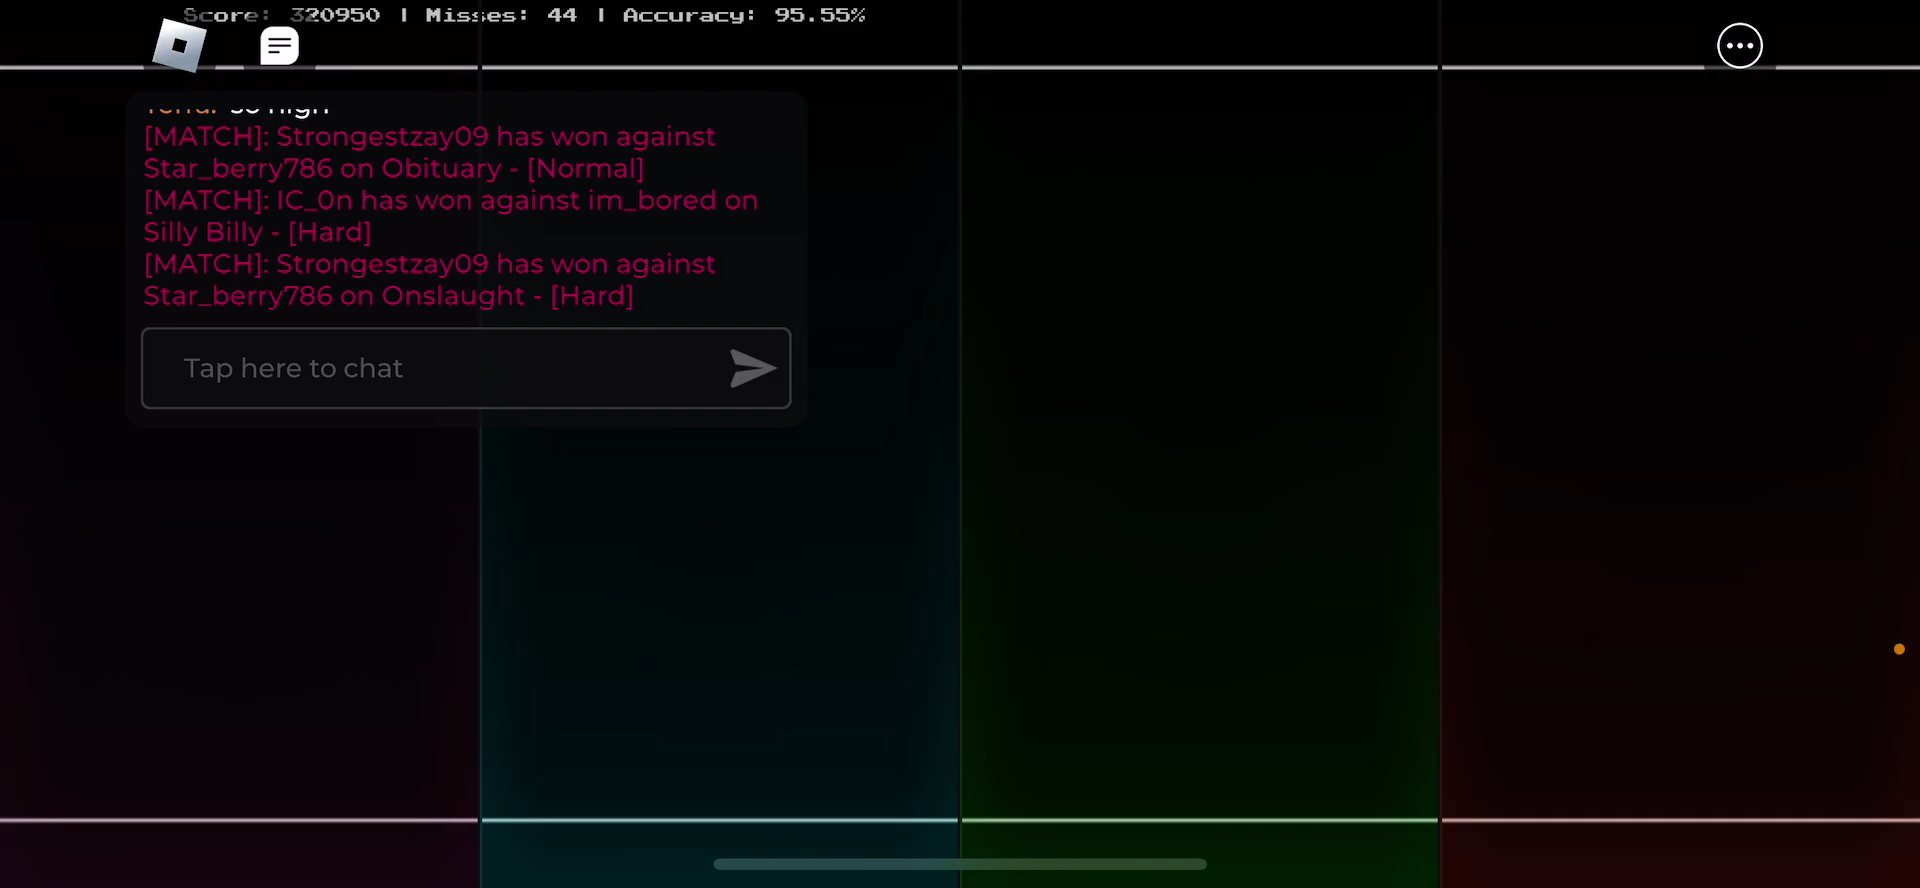 Score: 320950 | Misses: 44 | Accuracy: 95.55%
so high
[MATCH]: Strongestzay09 has won against
Star_berry786 on Obituary - [Normal]
[MATCH]: IC_0n has won against im_bored on
Silly Billy - [Hard]
[MATCH]: Strongestzay09 has won against
Star_berry786 on Onslaught - [Hard]
Tap here to chat